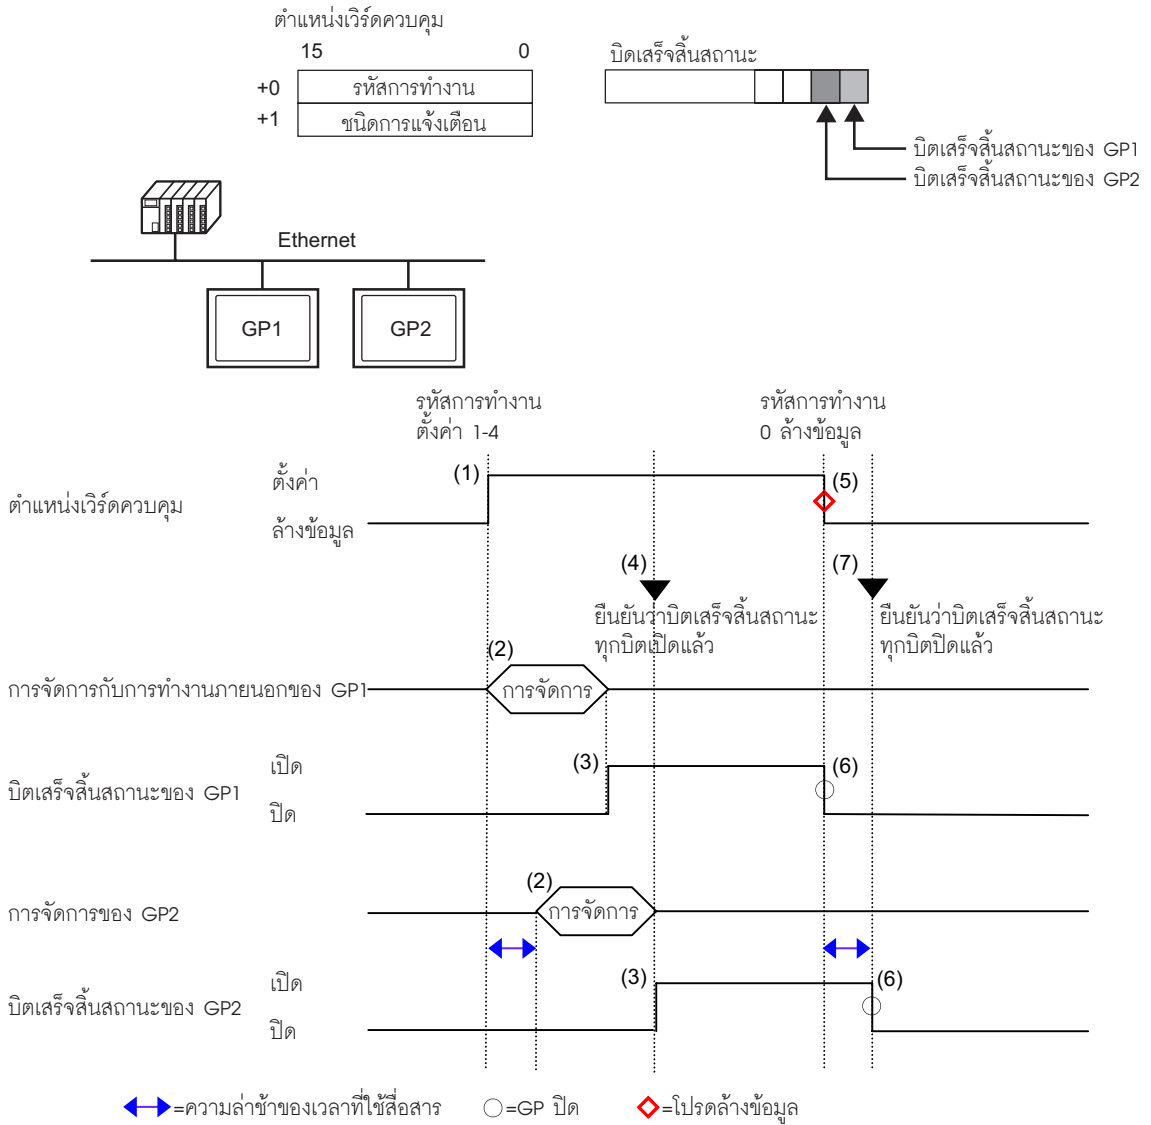 ตำแหน่งเวิร์ดควบคุม
15 0
+0 รหัสการทำงาน
+1 ชนิดการแจ้งเตือน
บิดเสร็จสิ้นสถานะ
บิตเสร็จสิ้นสถานะของ GP1
บิตเสร็จสิ้นสถานะของ GP2
Ethernet
GP1 GP2
รหัสการทำงาน
ตั้งค่า 1-4
รหัสการทำงาน
0 ล้างข้อมูล
ตำแหน่งเวิร์ดควบคุม
ตั้งค่า
ล้างข้อมูล
(1)
(5)
(4)
ยืนยันว่าบิตเสร็จสิ้นสถานะ
ทุกบิตเปิดแล้ว
(7)
ยืนยันว่าบิตเสร็จสิ้นสถานะ
ทุกบิตปิดแล้ว
(2)
การจัดการกับการทำงานภายนอกของ GP1
การจัดการ
บิตเสร็จสิ้นสถานะของ GP1
เปิด
ปิด
(3)
(6)
(2)
การจัดการของ GP2
การจัดการ
บิตเสร็จสิ้นสถานะของ GP2
เปิด
ปิด
(3)
(6)
=ความล่าช้าของเวลาที่ใช้สื่อสาร
=GP ปิด
=โปรดล้างข้อมูล